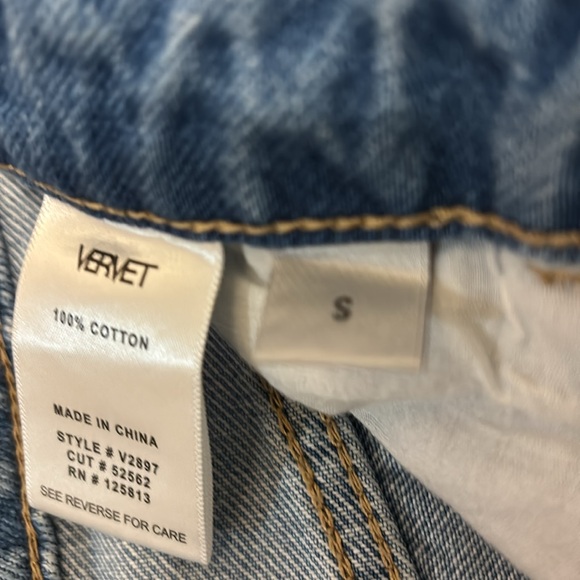 VERVET
100% COTTON
MADE IN CHINA
STYLE # V2897
CUT # 52562
RN # 125813
SEE REVERSE FOR CARE
S